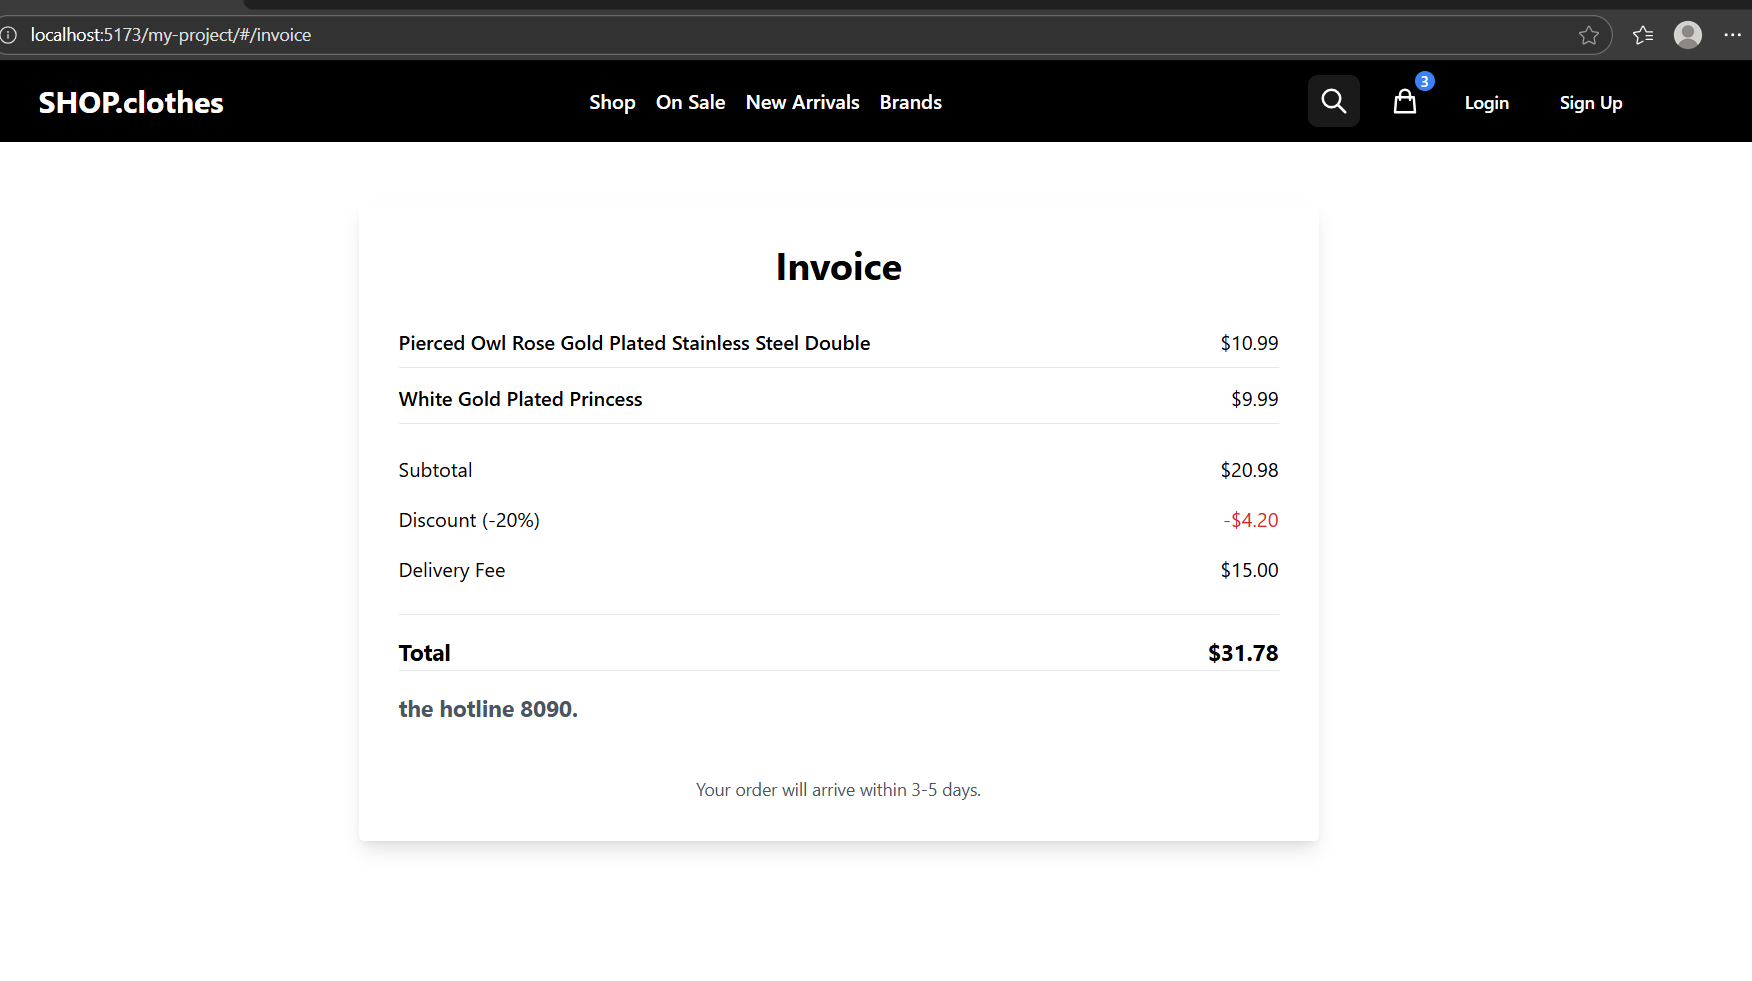 localhost:5173/my-project/#/invoice
SHOP.clothes Shop On Sale New Arrivals Brands 3 Login Sign Up
Invoice
Pierced Owl Rose Gold Plated Stainless Steel Double $10.99
White Gold Plated Princess $9.99
Subtotal $20.98
Discount (-20%) -$4.20
Delivery Fee $15.00
Total $31.78
the hotline 8090.
Your order will arrive within 3-5 days.